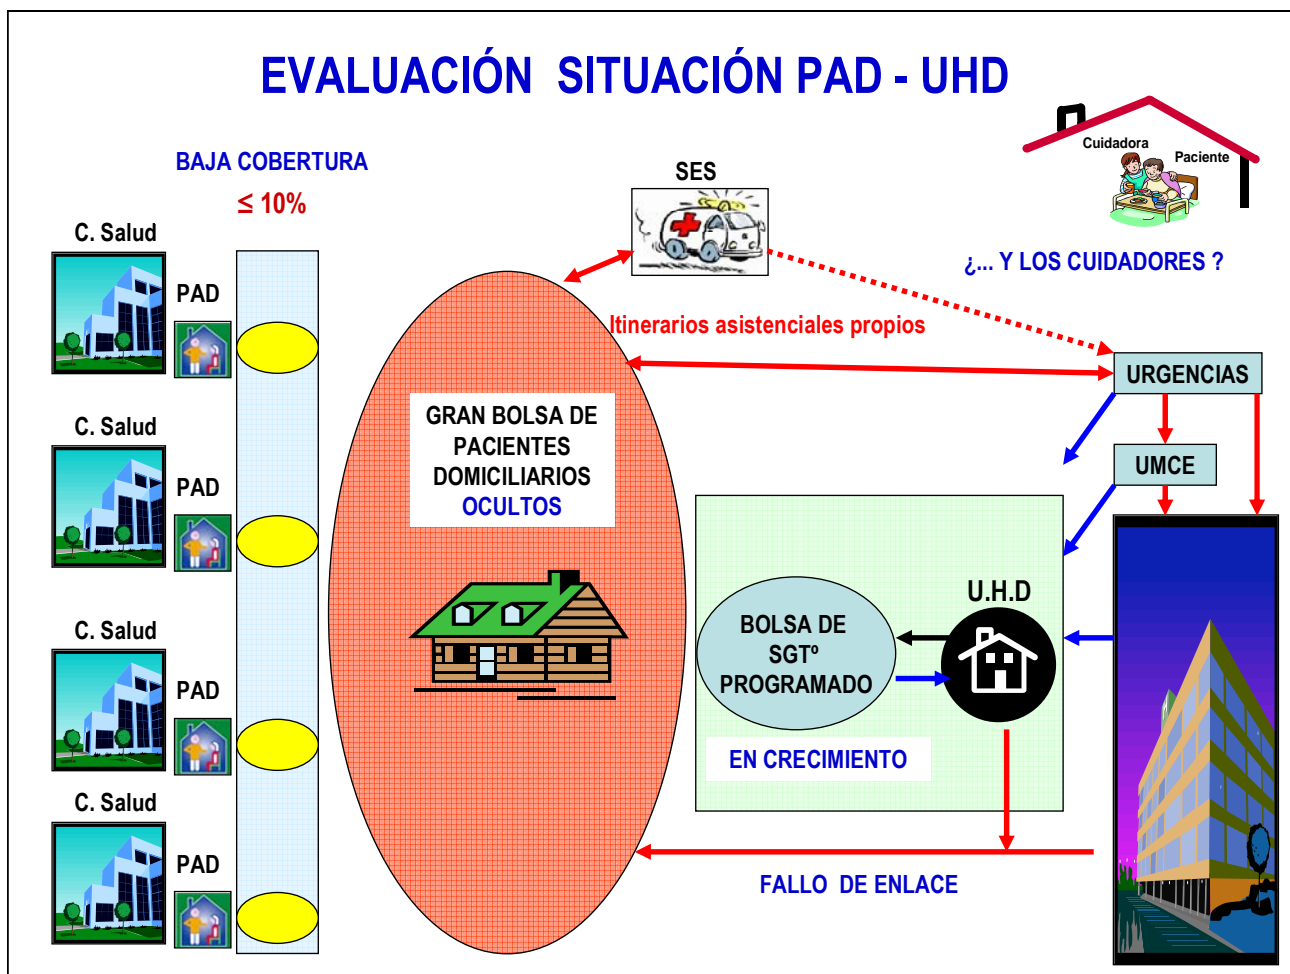 EVALUACIÓN SITUACIÓN PAD - UHD
BAJA COBERTURA
≤ 10%
SES
Cuidadora
Paciente
¿... Y LOS CUIDADORES ?
C. Salud
PAD
C. Salud
PAD
C. Salud
PAD
C. Salud
PAD
Itinerarios asistenciales propios
GRAN BOLSA DE
PACIENTES
DOMICILIARIOS
OCULTOS
URGENCIAS
UMCE
U.H.D
BOLSA DE
SGTº
PROGRAMADO
EN CRECIMIENTO
FALLO DE ENLACE